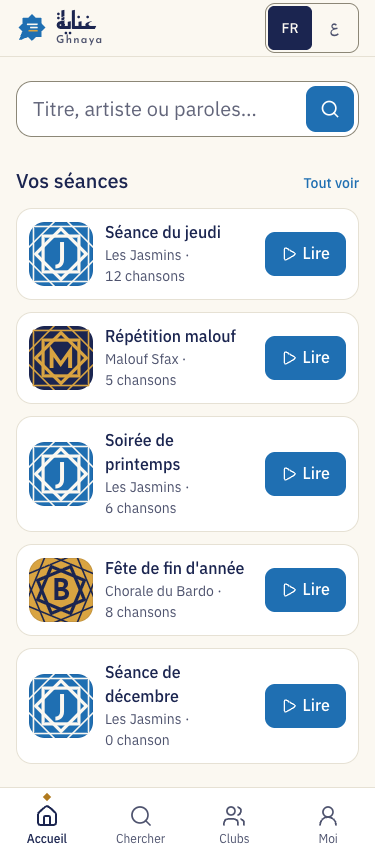 غناية
Ghnaya
FR
ع
Titre, artiste ou paroles...
Vos séances
Tout voir
J
Séance du jeudi
Les Jasmins ·
12 chansons
Lire
M
Répétition malouf
Malouf Sfax ·
5 chansons
Lire
J
Soirée de
printemps
Les Jasmins ·
6 chansons
Lire
B
Fête de fin d'année
Chorale du Bardo ·
8 chansons
Lire
J
Séance de
décembre
Les Jasmins ·
0 chanson
Lire
Accueil
Chercher
Clubs
Moi